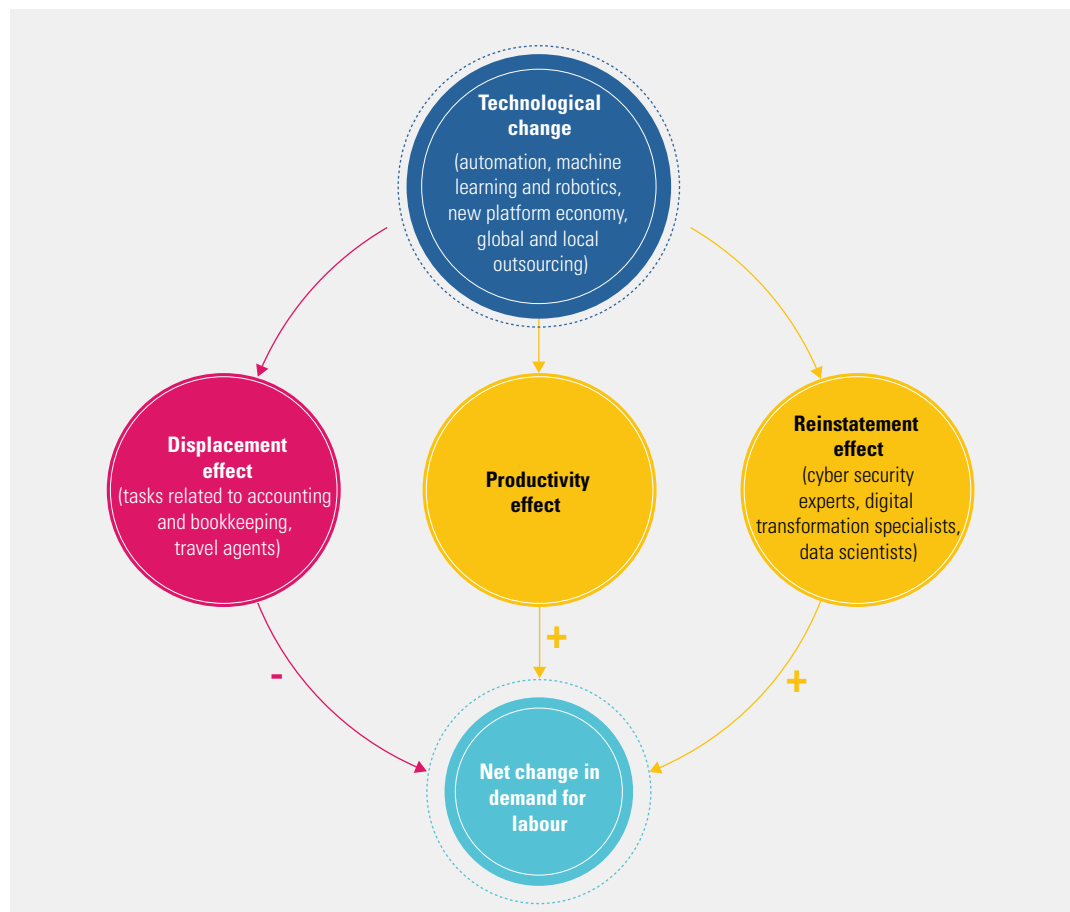 Technological
change
(automation, machine
learning and robotics,
new platform economy,
global and local
outsourcing)
Displacement
effect
(tasks related to accounting
and bookkeeping,
travel agents)
Productivity
effect
Reinstatement
effect
(cyber security
experts, digital
transformation specialists,
data scientists)
-
+
+
Net change in
demand for
labour